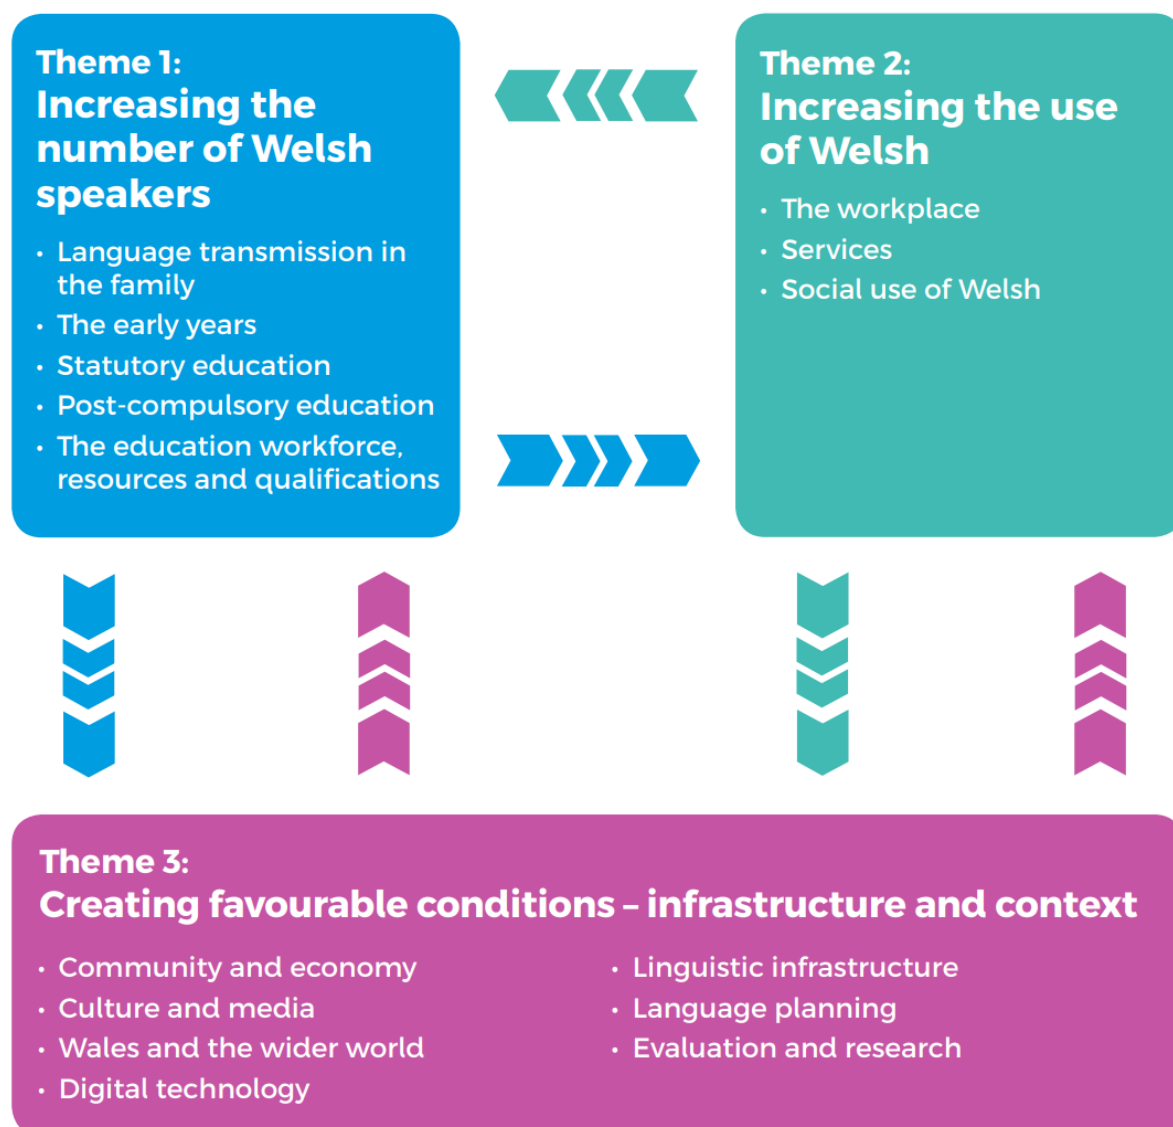 Theme 1:
Increasing the
number of Welsh
speakers
• Language transmission in
the family
• The early years
• Statutory education
• Post-compulsory education
• The education workforce,
resources and qualifications
Theme 2:
Increasing the use
of Welsh
• The workplace
• Services
• Social use of Welsh
Theme 3:
Creating favourable conditions – infrastructure and context
• Community and economy
• Culture and media
• Wales and the wider world
• Digital technology
• Linguistic infrastructure
• Language planning
• Evaluation and research